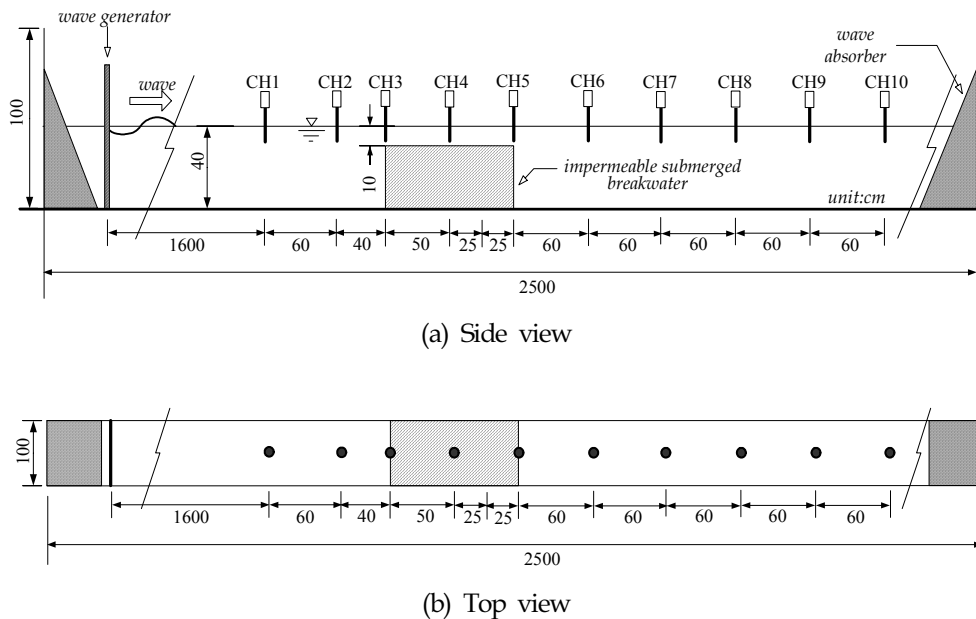 wave generator
wave
absorber
wave
CH1 CH2 CH3 CH4 CH5 CH6 CH7 CH8 CH9 CH10
100
40
10
impermeable submerged
breakwater
unit:cm
1600 60 40 50 25 25 60 60 60 60 60
2500
(a) Side view
100
1600 60 40 50 25 25 60 60 60 60 60
2500
(b) Top view